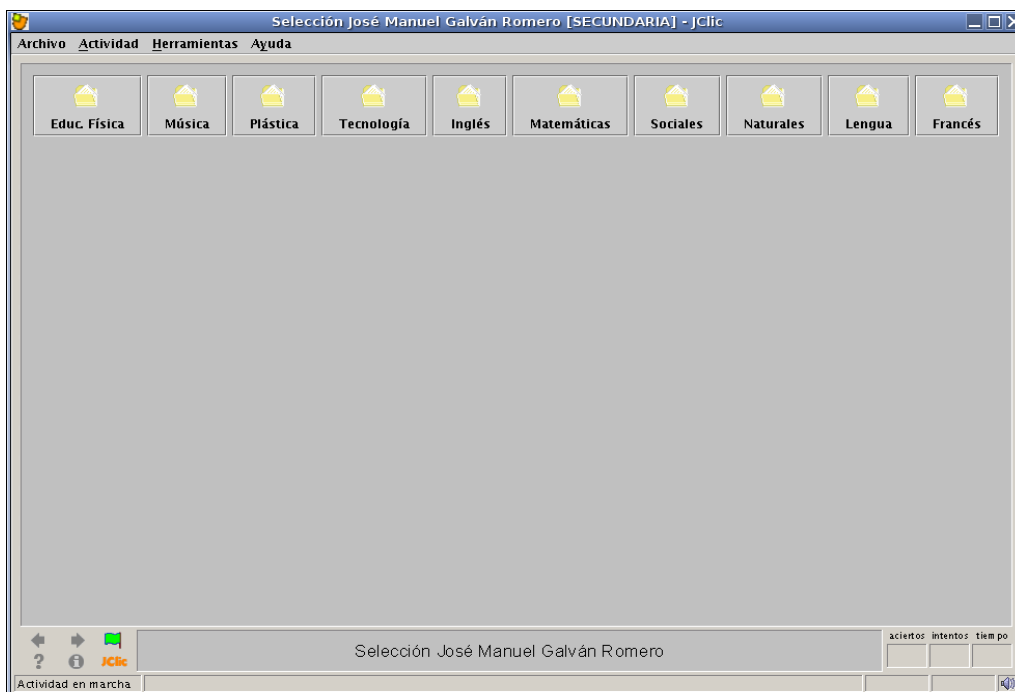 Selección José Manuel Galván Romero [SECUNDARIA] - JClic
Archivo Actividad Herramientas Ayuda
Educ. Física Música Plástica Tecnología Inglés Matemáticas Sociales Naturales Lengua Francés
aciertos intentos tiempo
Selección José Manuel Galván Romero
? i JClic
Actividad en marcha